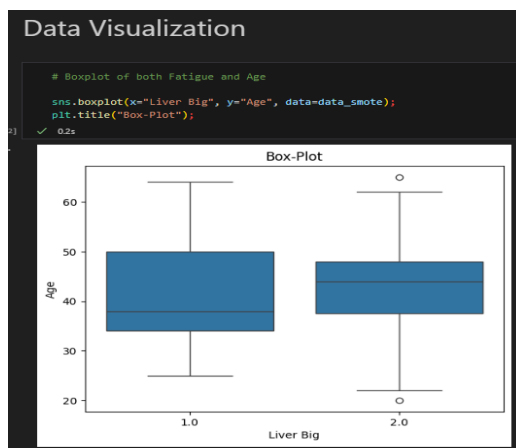 Data Visualization
# Boxplot of both Fatigue and Age
sns.boxplot(x="Liver Big", y="Age", data=data_smote);
plt.title("Box-Plot");
2]
✓ 0.2s
Box-Plot
60
50
40
30
20
Age
1.0 2.0
Liver Big